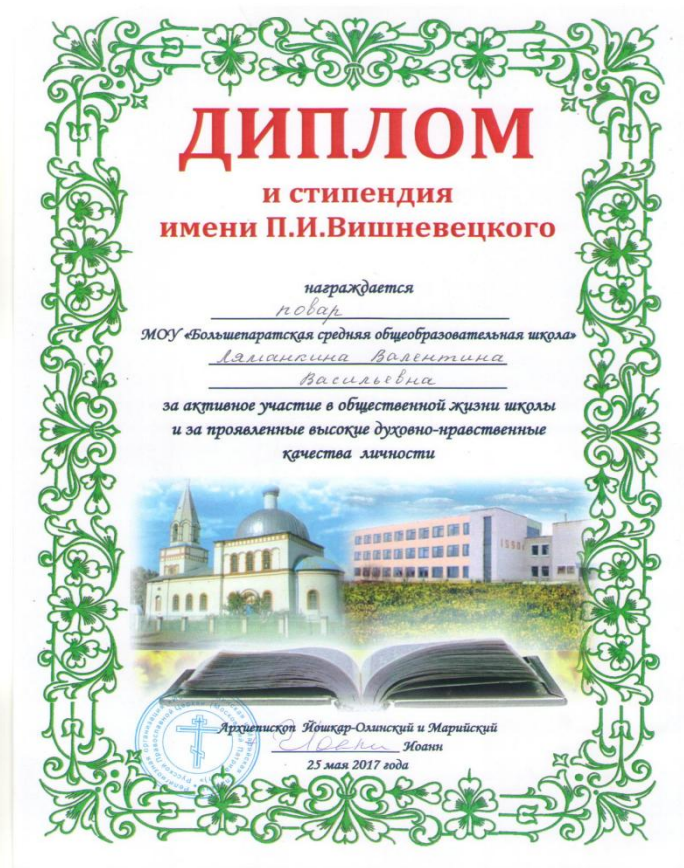 ДИПЛОМ
и стипендия
имени П.И.Вишневецкого
награждается
повар
МОУ «Большепаратская средняя общеобразовательная школа»
Ляманкина Валентина
Васильевна
за активное участие в общественной жизни школы
и за проявленные высокие духовно-нравственные
качества личности
Архиепископ Йошкар-Олинский и Марийский
Иоанн
25 мая 2017 года